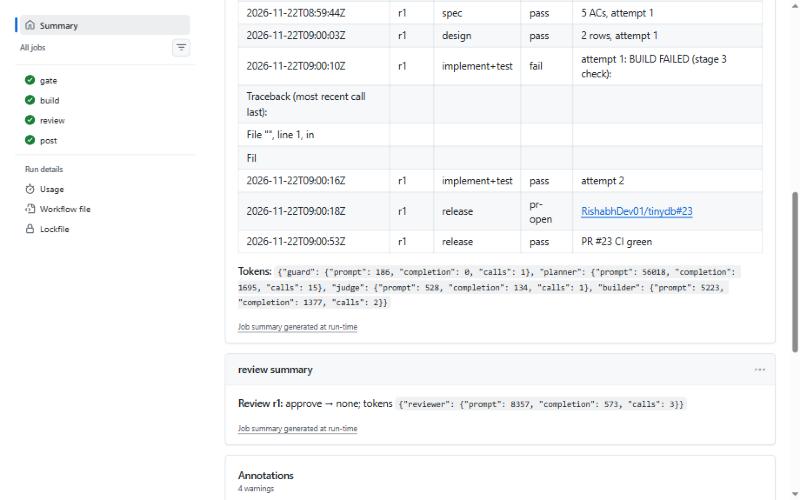 Summary
All jobs
gate
build
review
post
Run details
Usage
Workflow file
Lockfile
2026-11-22T08:59:44Z r1 spec pass 5 ACs, attempt 1
2026-11-22T09:00:03Z r1 design pass 2 rows, attempt 1
2026-11-22T09:00:10Z r1 implement+test fail attempt 1: BUILD FAILED (stage 3
check):
Traceback (most recent call
last):
File "", line 1, in
Fil
2026-11-22T09:00:16Z r1 implement+test pass attempt 2
2026-11-22T09:00:18Z r1 release pr-
open RishabhDev01/tinydb#23
2026-11-22T09:00:53Z r1 release pass PR #23 CI green
Tokens: {"guard": {"prompt": 186, "completion": 0, "calls": 1}, "planner": {"prompt": 56018, "completion":
1695, "calls": 15}, "judge": {"prompt": 528, "completion": 134, "calls": 1}, "builder": {"prompt": 5223,
"completion": 1377, "calls": 2}}
Job summary generated at run-time
review summary
Review r1: approve → none; tokens {"reviewer": {"prompt": 8357, "completion": 573, "calls": 3}}
Job summary generated at run-time
Annotations
4 warnings